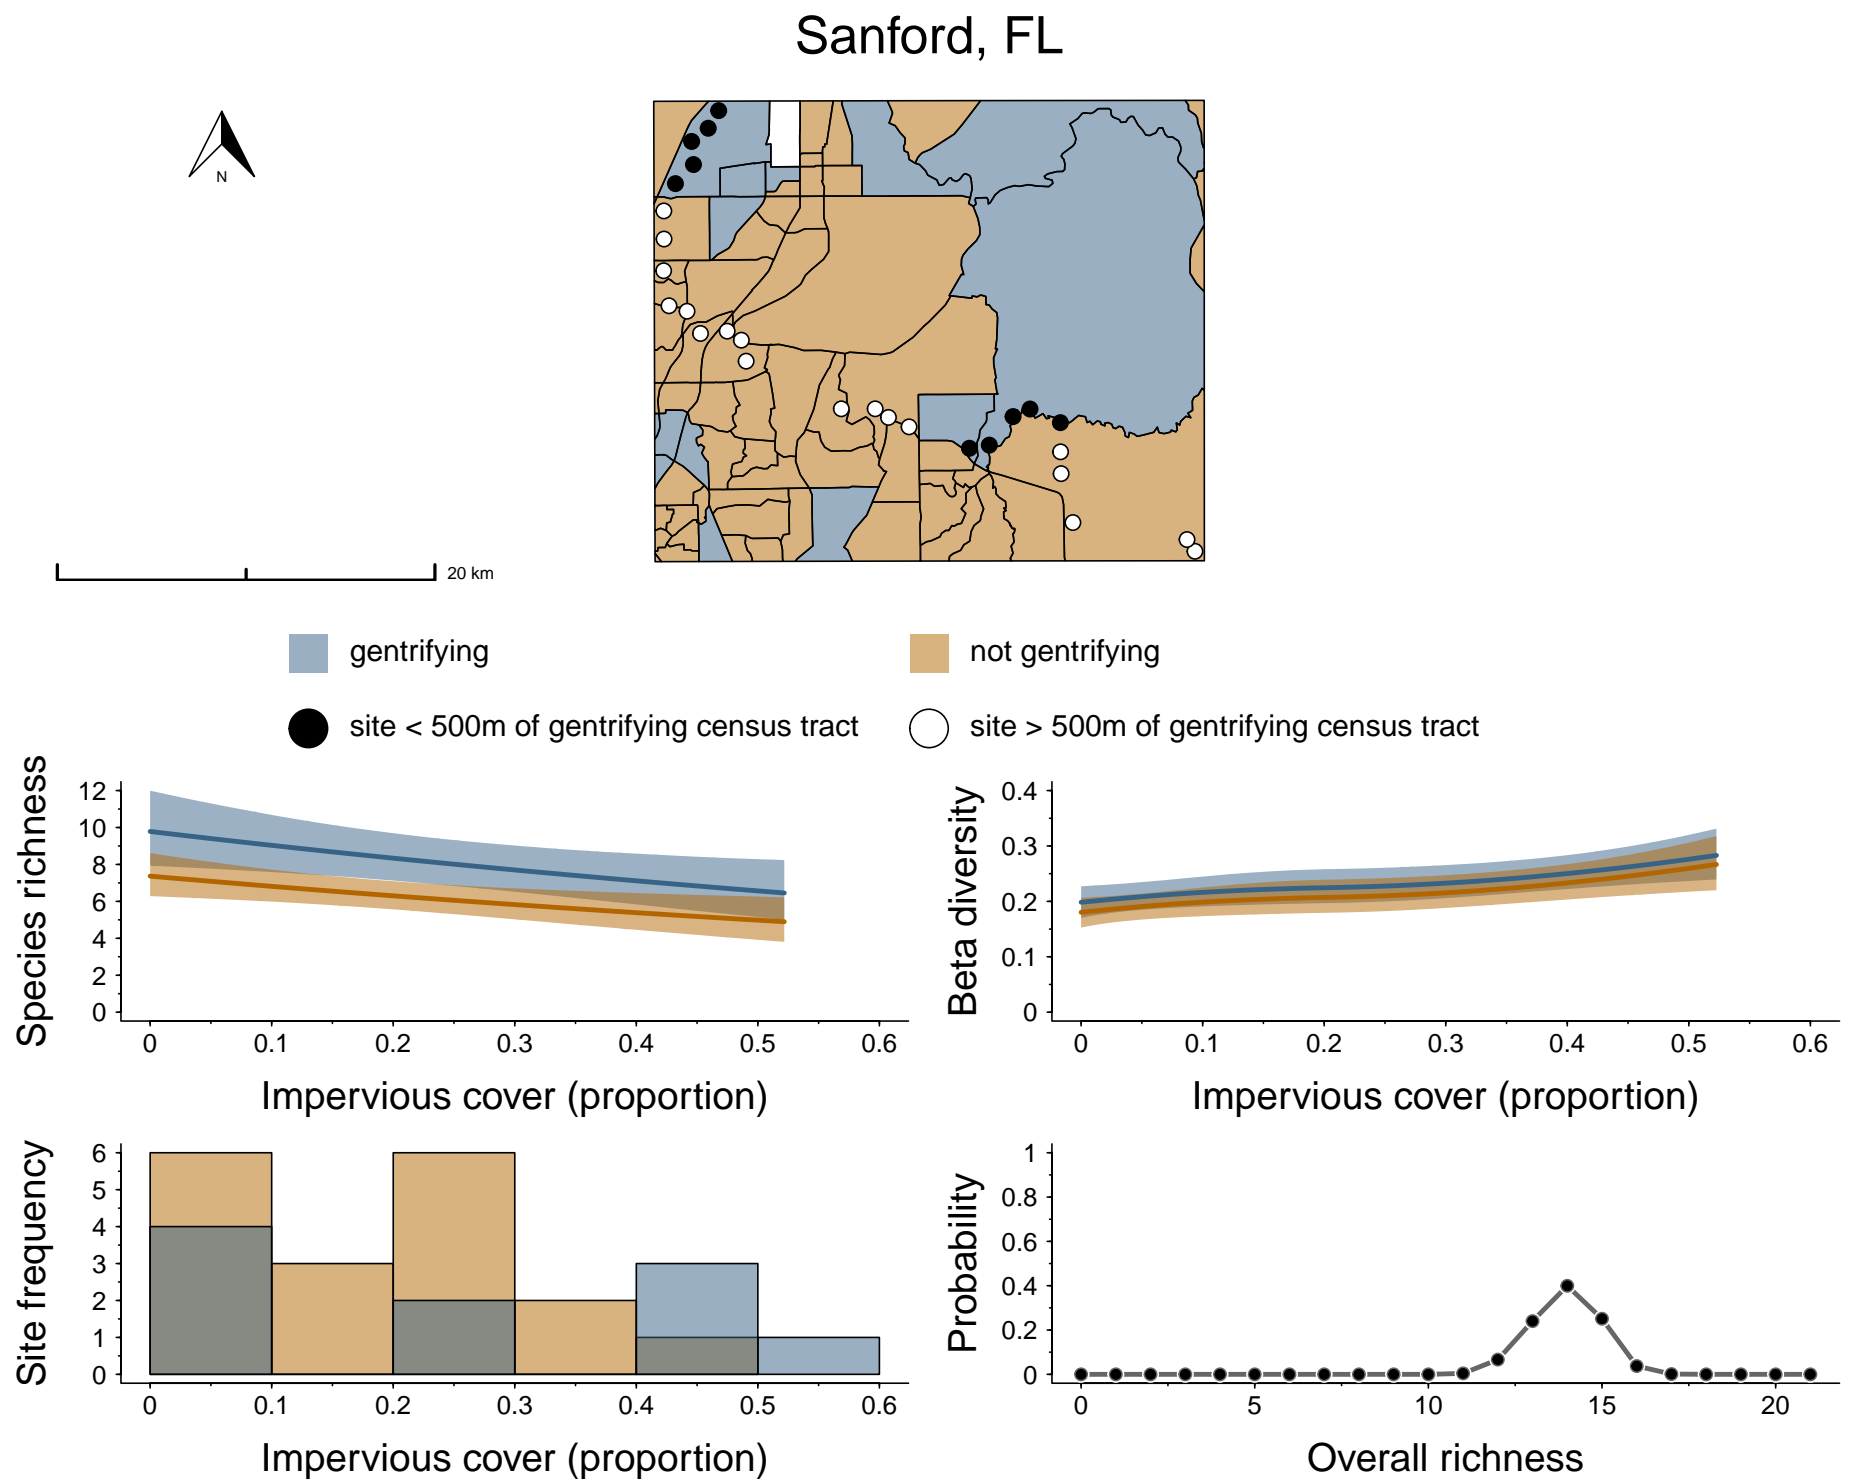 Sanford, FL
N
20 km
gentrifying
not gentrifying
site < 500m of gentrifying census tract
site > 500m of gentrifying census tract
Species richness
12
10
8
6
4
2
0
0 0.1 0.2 0.3 0.4 0.5 0.6
Impervious cover (proportion)
Beta diversity
0.4
0.3
0.2
0.1
0
0 0.1 0.2 0.3 0.4 0.5 0.6
Impervious cover (proportion)
Site frequency
6
5
4
3
2
1
0
0 0.1 0.2 0.3 0.4 0.5 0.6
Impervious cover (proportion)
Probability
1
0.8
0.6
0.4
0.2
0
0 5 10 15 20
Overall richness